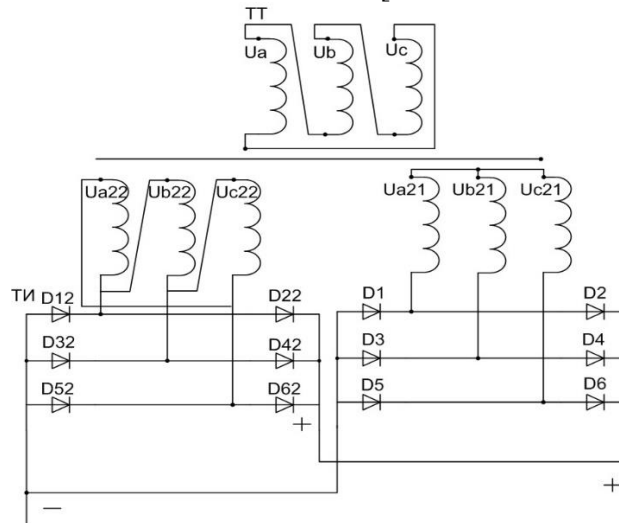 2
ТТ
Ua Ub Uc
Ua22 Ub22 Uc22
Ua21 Ub21 Uc21
ТИ D12 D22 D1 D2
D32 D42 D3 D4
D52 D62 D5 D6
+
+
—